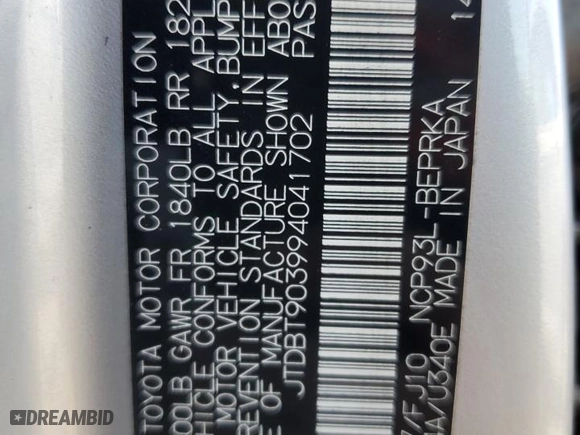 TOYOTA MOTOR CORPORATION
00LB GAWR FR 1840LB RR 182
HICLE CONFORMS TO ALL APPL
MOTOR VEHICLE SAFETY, BUMP
REVENTION STANDARDS IN EFF
E OF MANUFACTURE SHOWN ABO
JTDBT903994041702 PAS
/FJ10 NCP93L-BEPRKA 14
A/U340E MADE IN JAPAN
DREAMBID